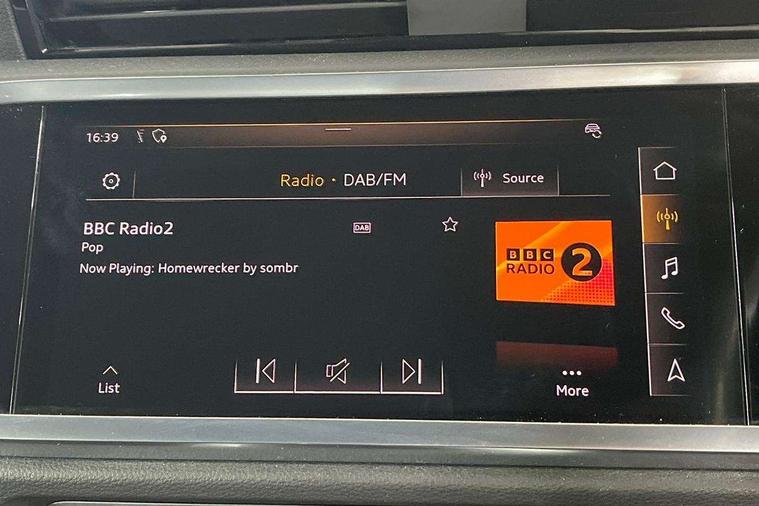 16:39
Radio · DAB/FM
Source
BBC Radio2
DAB
Pop
Now Playing: Homewrecker by sombr
BBC
RADIO 2
List
More